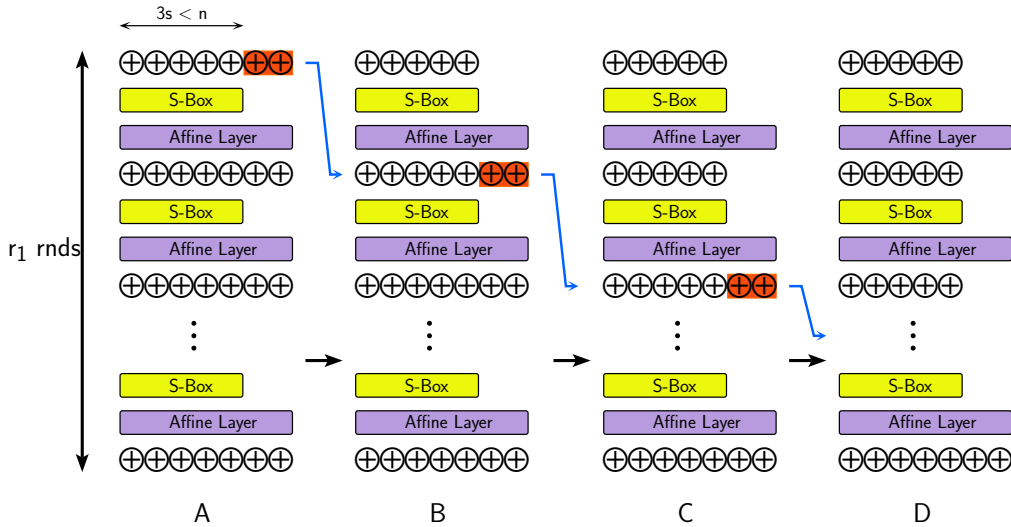 3s < n
S-Box S-Box S-Box S-Box
Affine Layer Affine Layer Affine Layer Affine Layer
S-Box S-Box S-Box S-Box
r1 rnds
Affine Layer Affine Layer Affine Layer Affine Layer
S-Box S-Box S-Box S-Box
Affine Layer Affine Layer Affine Layer Affine Layer
A B C D